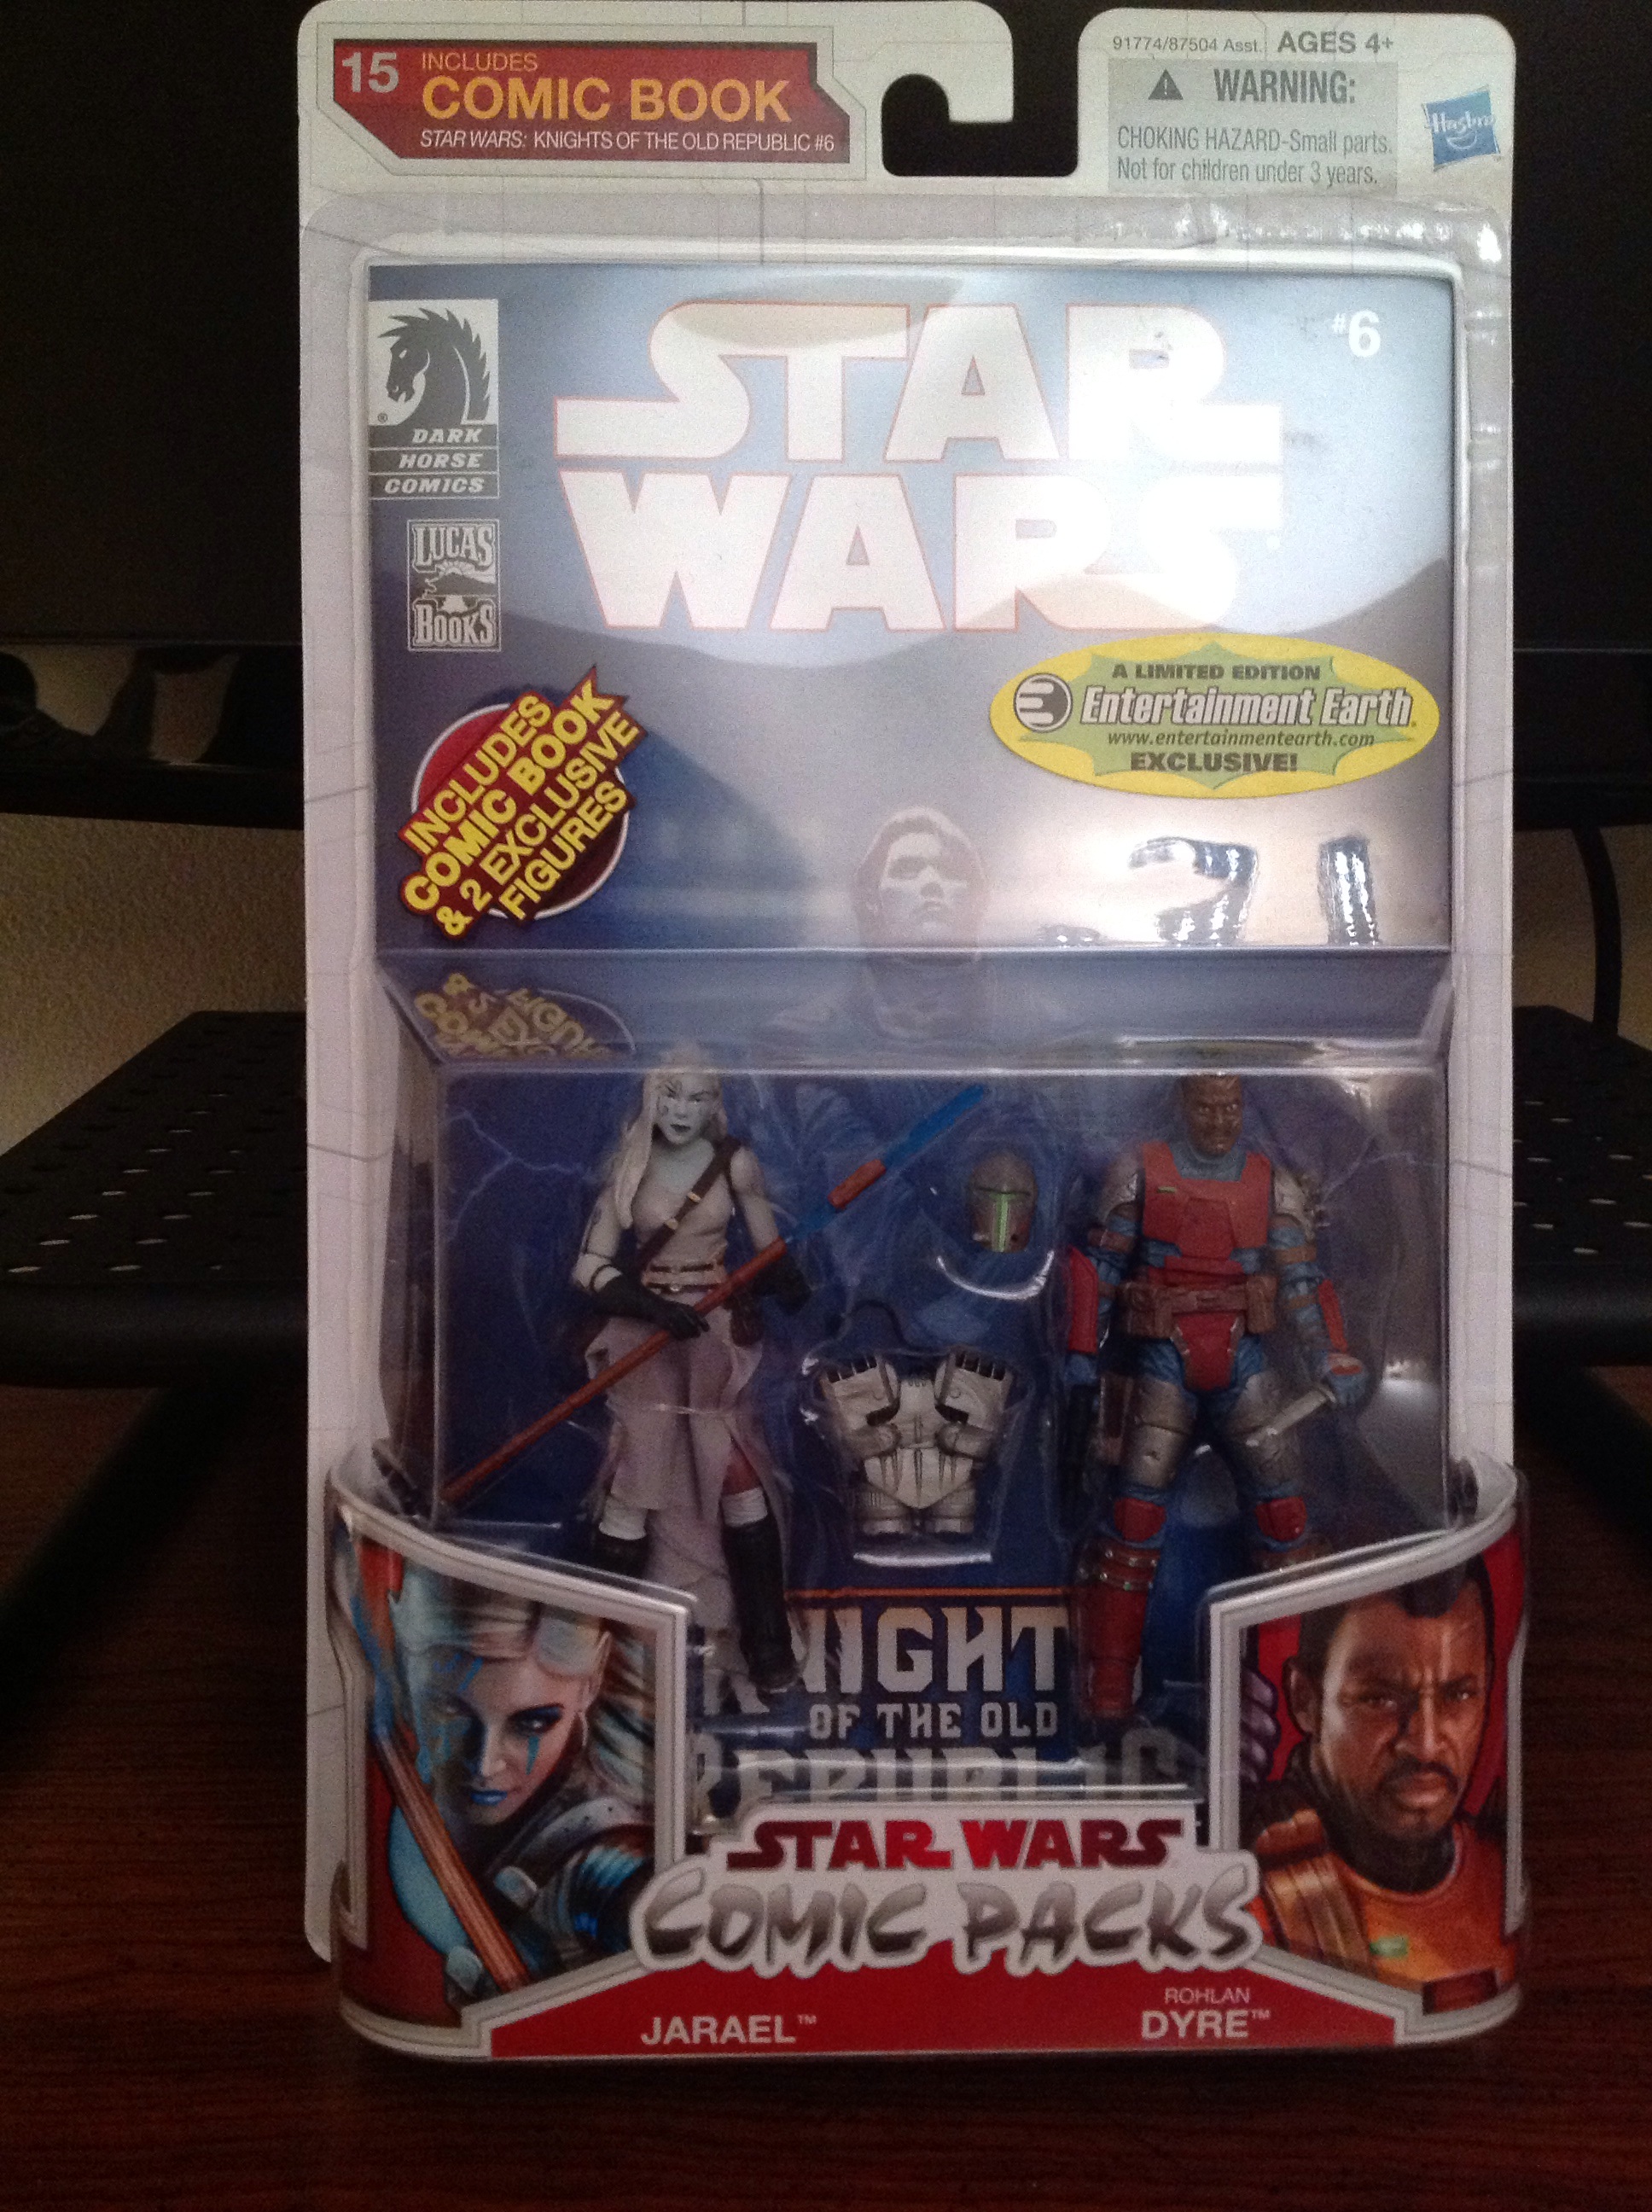 15
INCLUDES
COMIC BOOK
STAR WARS: KNIGHTS OF THE OLD REPUBLIC #6
91774/87504 Asst. AGES 4+
WARNING:
CHOKING HAZARD-Small parts.
Not for children under 3 years.
Hasbro
DARK
HORSE
COMICS
®
LUCAS
BOOKS
STAR
WARS
#6
A LIMITED EDITION
Entertainment Earth®
www.entertainmentearth.com
EXCLUSIVE!
INCLUDES
COMIC BOOK
& 2 EXCLUSIVE
FIGURES
NIGHT
OF THE OLD
REPUBLIC
STAR WARS
COMIC PACKS
JARAEL™
ROHLAN
DYRE™